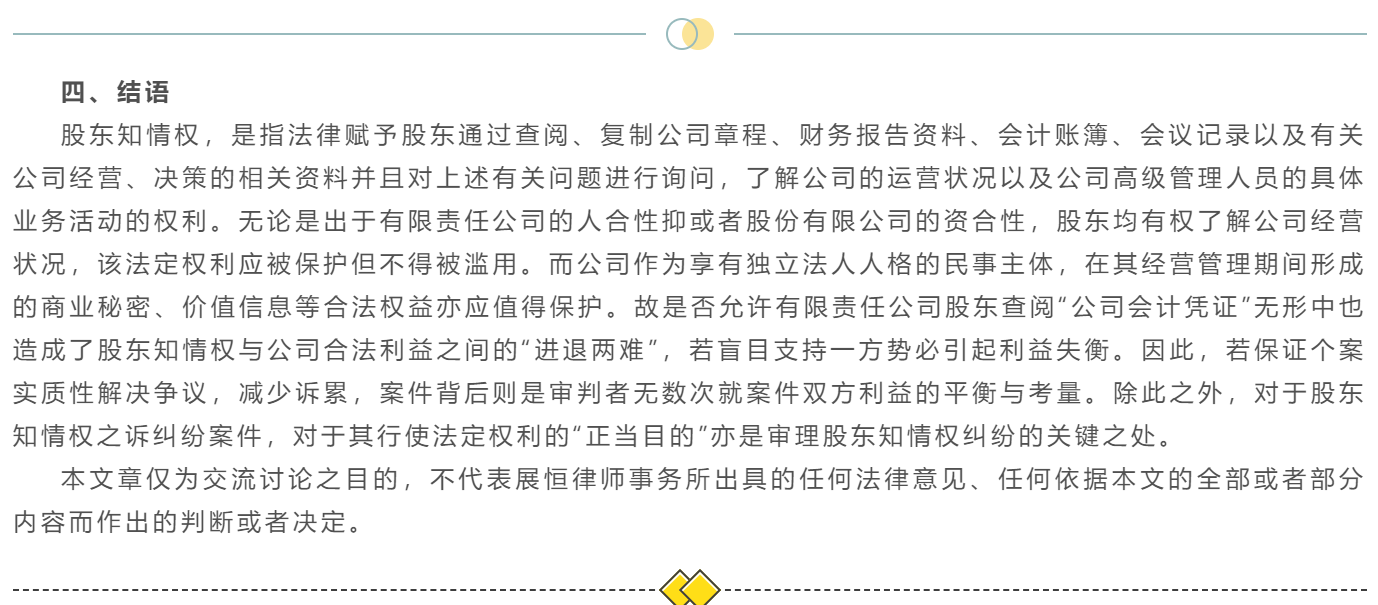 四、结语
股东知情权，是指法律赋予股东通过查阅、复制公司章程、财务报告资料、会计账簿、会议记录以及有关
公司经营、决策的相关资料并且对上述有关问题进行询问，了解公司的运营状况以及公司高级管理人员的具体
业务活动的权利。无论是出于有限责任公司的人合性抑或者股份有限公司的资合性，股东均有权了解公司经营
状况，该法定权利应被保护但不得被滥用。而公司作为享有独立法人人格的民事主体，在其经营管理期间形成
的商业秘密、价值信息等合法权益亦应值得保护。故是否允许有限责任公司股东查阅“公司会计凭证”无形中也
造成了股东知情权与公司合法利益之间的“进退两难”，若盲目支持一方势必引起利益失衡。因此，若保证个案
实质性解决争议，减少诉累，案件背后则是审判者无数次就案件双方利益的平衡与考量。除此之外，对于股东
知情权之诉纠纷案件，对于其行使法定权利的“正当目的”亦是审理股东知情权纠纷的关键之处。
本文章仅为交流讨论之目的，不代表展恒律师事务所出具的任何法律意见、任何依据本文的全部或者部分
内容而作出的判断或者决定。